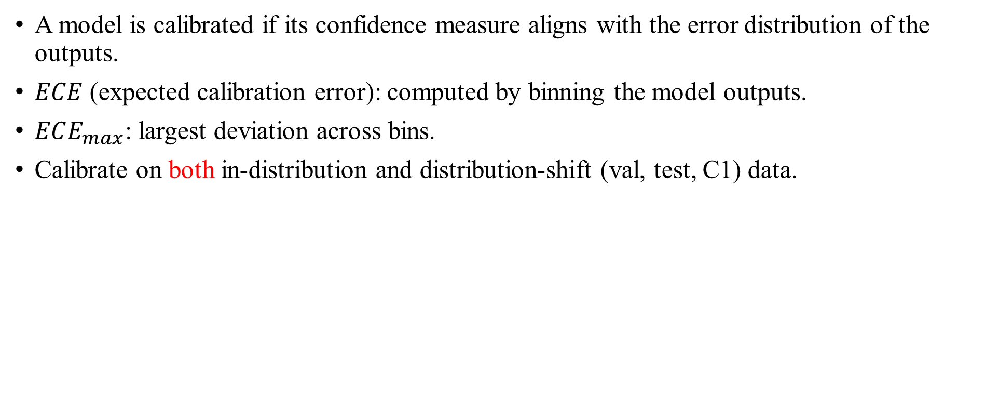 • A model is calibrated if its confidence measure aligns with the error distribution of the
outputs.
• 𝐸𝐶𝐸 (expected calibration error): computed by binning the model outputs.
• 𝐸𝐶𝐸𝑚𝑎𝑥: largest deviation across bins.
• Calibrate on both in-distribution and distribution-shift (val, test, C1) data.